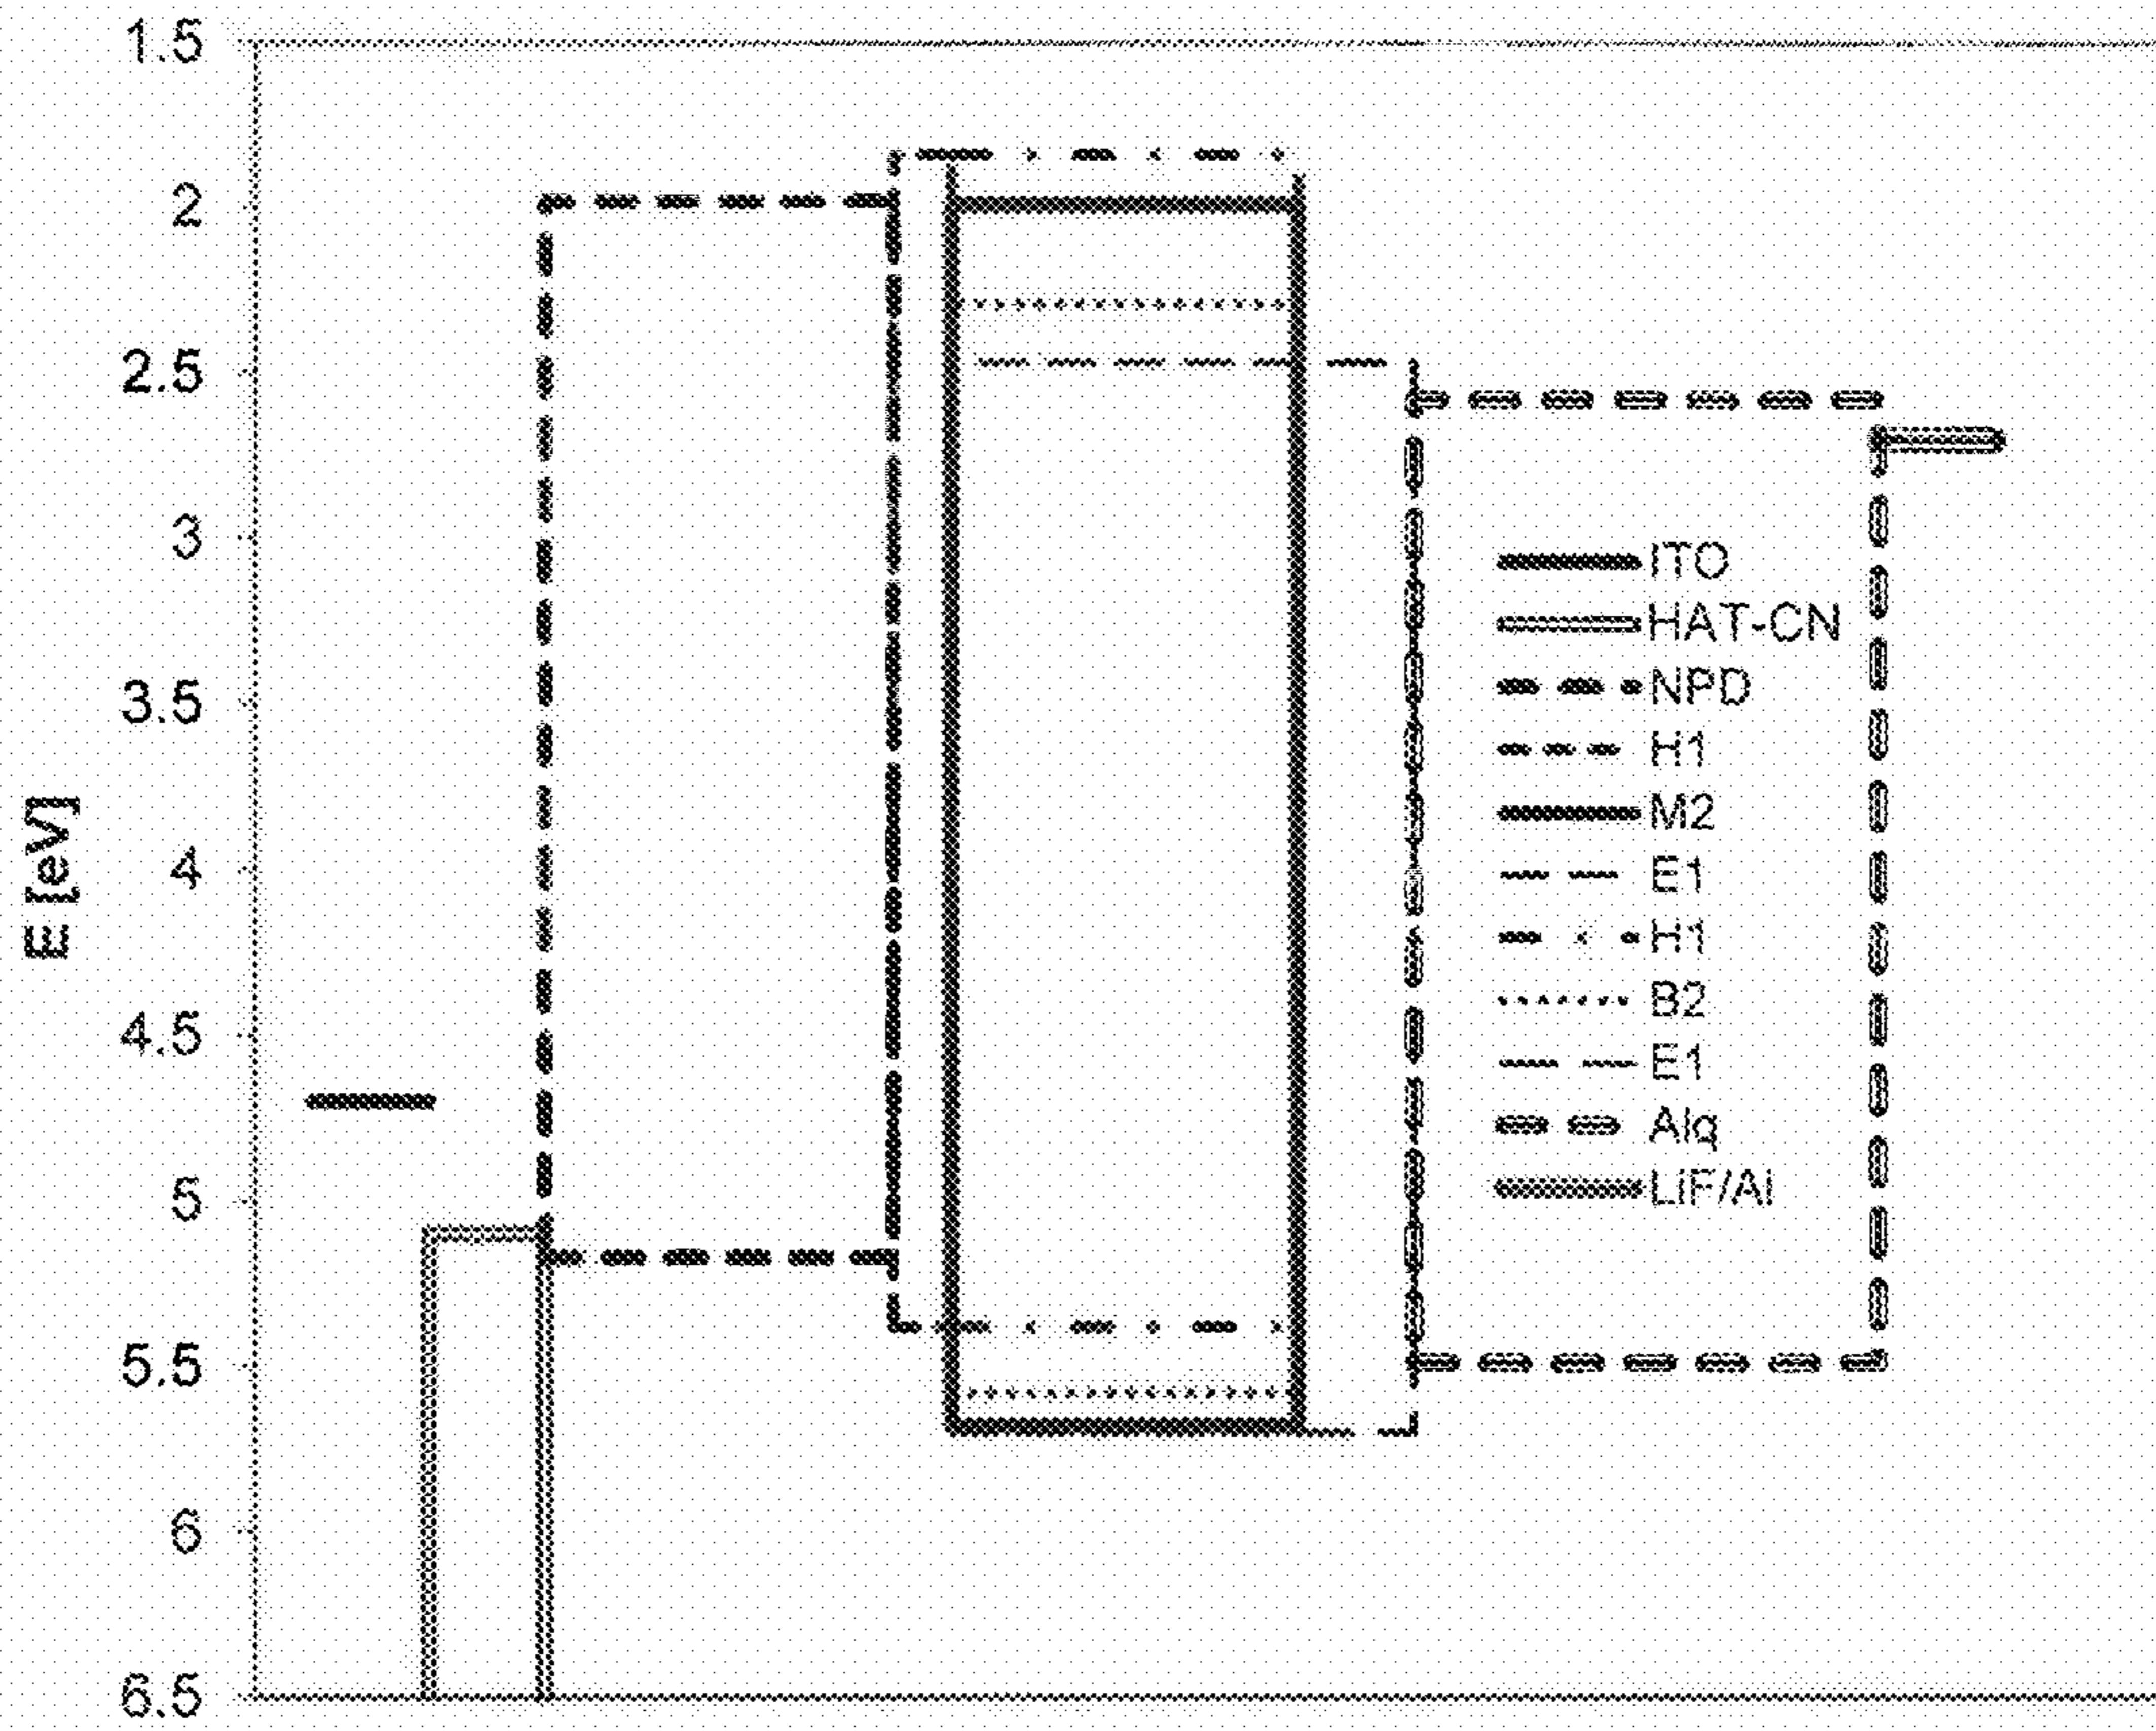 1.5
2
2.5
3
3.5
4
4.5
5
5.5
6
6.5
E [eV]
ITO
HAT-CN
NPD
H1
M2
E1
H1
B2
E1
Alq
LiF/Al